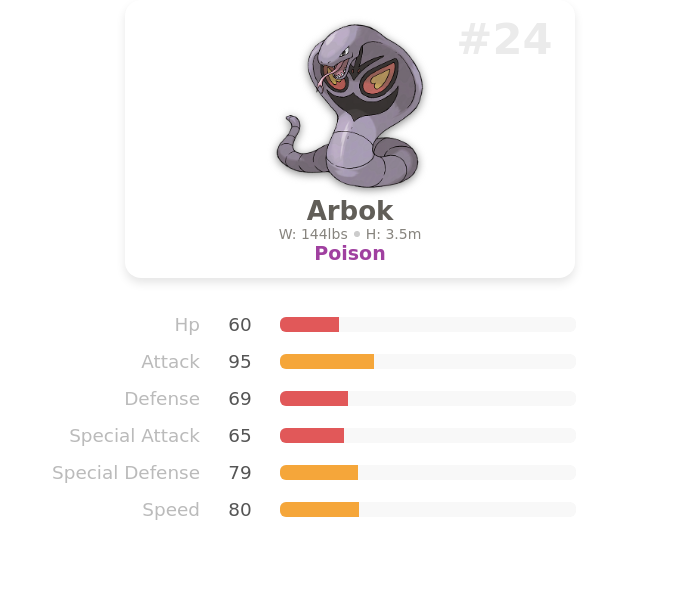 #24
Arbok
W: 144lbs • H: 3.5m
Poison
Hp 60
Attack 95
Defense 69
Special Attack 65
Special Defense 79
Speed 80